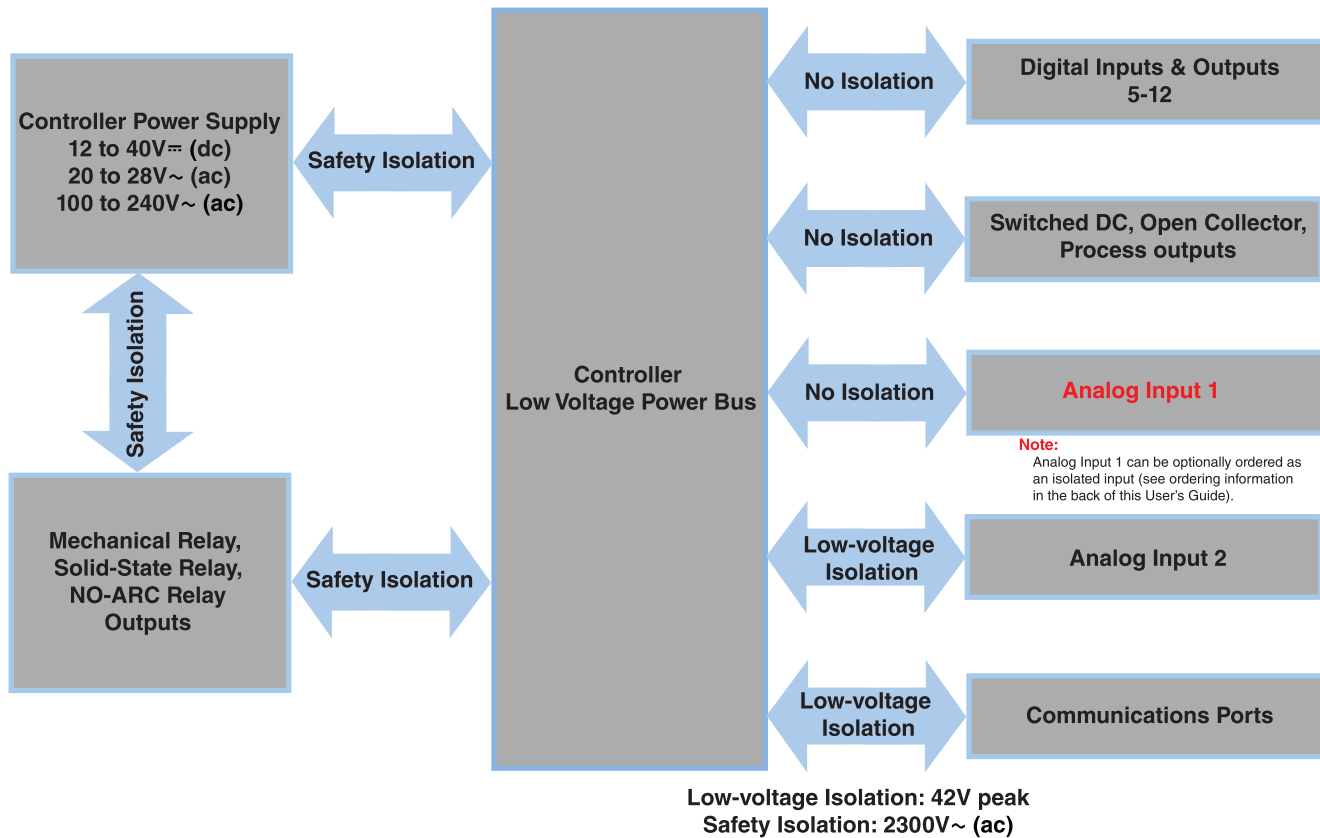 Controller Power Supply
12 to 40V⎓ (dc)
20 to 28V~ (ac)
100 to 240V~ (ac)
Safety Isolation
Safety Isolation
Mechanical Relay,
Solid-State Relay,
NO-ARC Relay
Outputs
Safety Isolation
Controller
Low Voltage Power Bus
No Isolation
Digital Inputs & Outputs
5-12
No Isolation
Switched DC, Open Collector,
Process outputs
No Isolation
Analog Input 1
Note:
Analog Input 1 can be optionally ordered as
an isolated input (see ordering information
in the back of this User's Guide).
Low-voltage
Isolation
Analog Input 2
Low-voltage
Isolation
Communications Ports
Low-voltage Isolation: 42V peak
Safety Isolation: 2300V~ (ac)